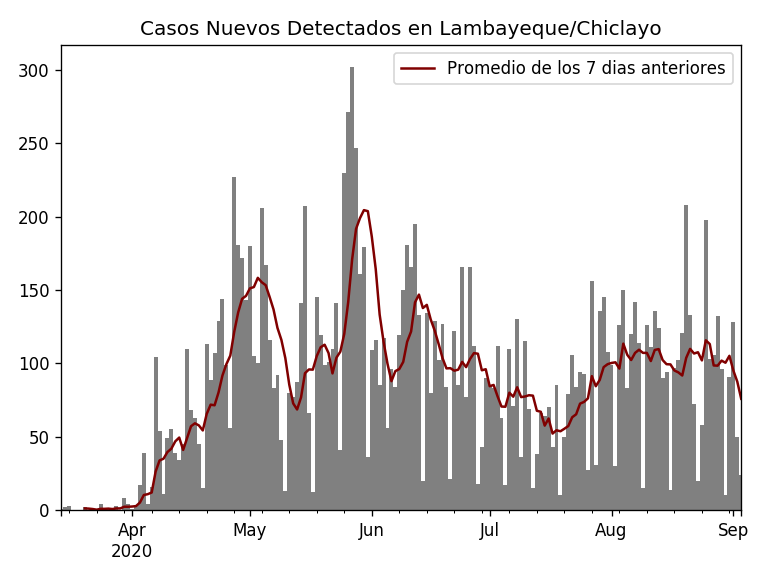 Casos Nuevos Detectados en Lambayeque/Chiclayo
Promedio de los 7 dias anteriores
300
250
200
150
100
50
0
Apr May Jun Jul Aug Sep
2020